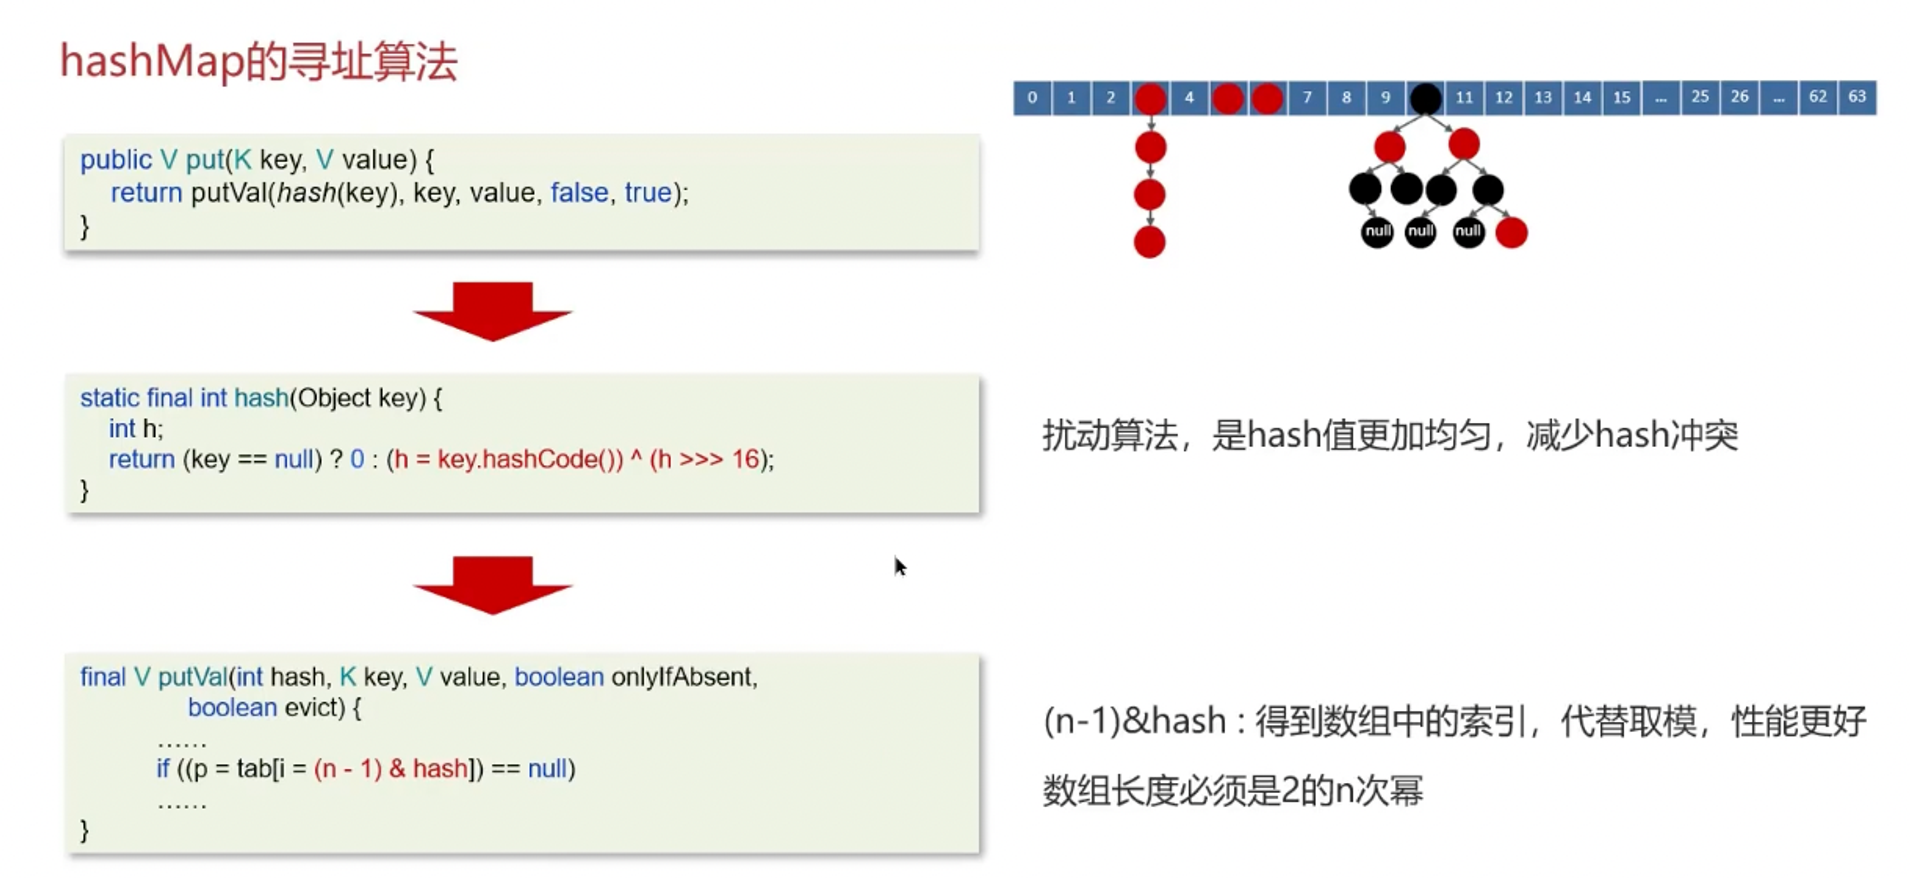 hashMap的寻址算法
0 1 2 4 7 8 9 11 12 13 14 15 ... 25 26 ... 62 63
null null null
public V put(K key, V value) {
return putVal(hash(key), key, value, false, true);
}
static final int hash(Object key) {
int h;
return (key == null) ? 0 : (h = key.hashCode()) ^ (h >>> 16);
}
扰动算法，是hash值更加均匀，减少hash冲突
final V putVal(int hash, K key, V value, boolean onlyIfAbsent,
boolean evict) {
……
if ((p = tab[i = (n - 1) & hash]) == null)
……
}
(n-1)&hash : 得到数组中的索引，代替取模，性能更好
数组长度必须是2的n次幂